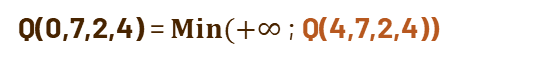 Q(0,7,2,4) = Min(+∞ ; Q(4,7,2,4))